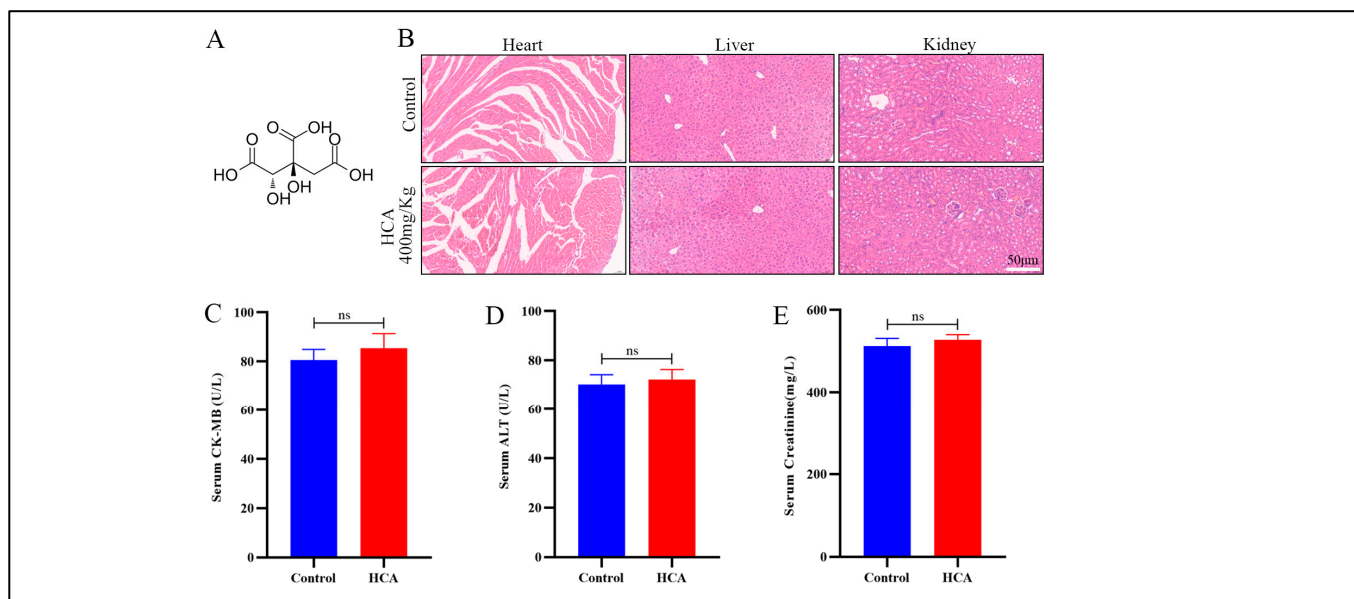 A
B
Heart
Liver
Kidney
Control
HCA
400mg/Kg
50μm
O
OH
O
O
HO
OH
OH
OH
C
100
80
60
40
20
0
Serum CK-MB (U/L)
ns
Control
HCA
D
100
80
60
40
20
0
Serum ALT (U/L)
ns
Control
HCA
E
600
400
200
0
Serum Creatinine(mg/L)
ns
Control
HCA